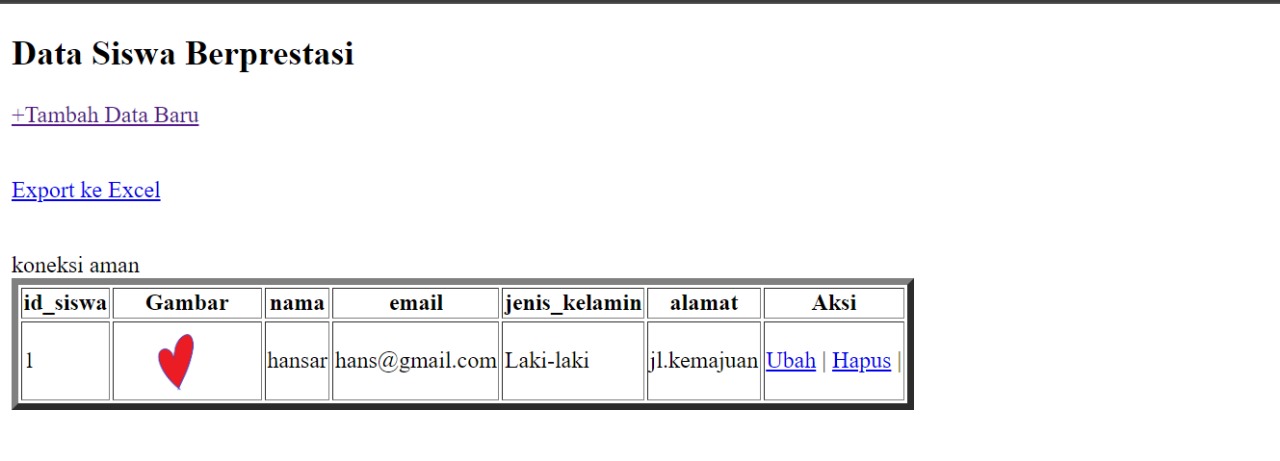 Data Siswa Berprestasi
+Tambah Data Baru
Export ke Excel
koneksi aman
id_siswa Gambar nama email jenis_kelamin alamat Aksi
1 hansar hans@gmail.com Laki-laki jl.kemajuan Ubah | Hapus |